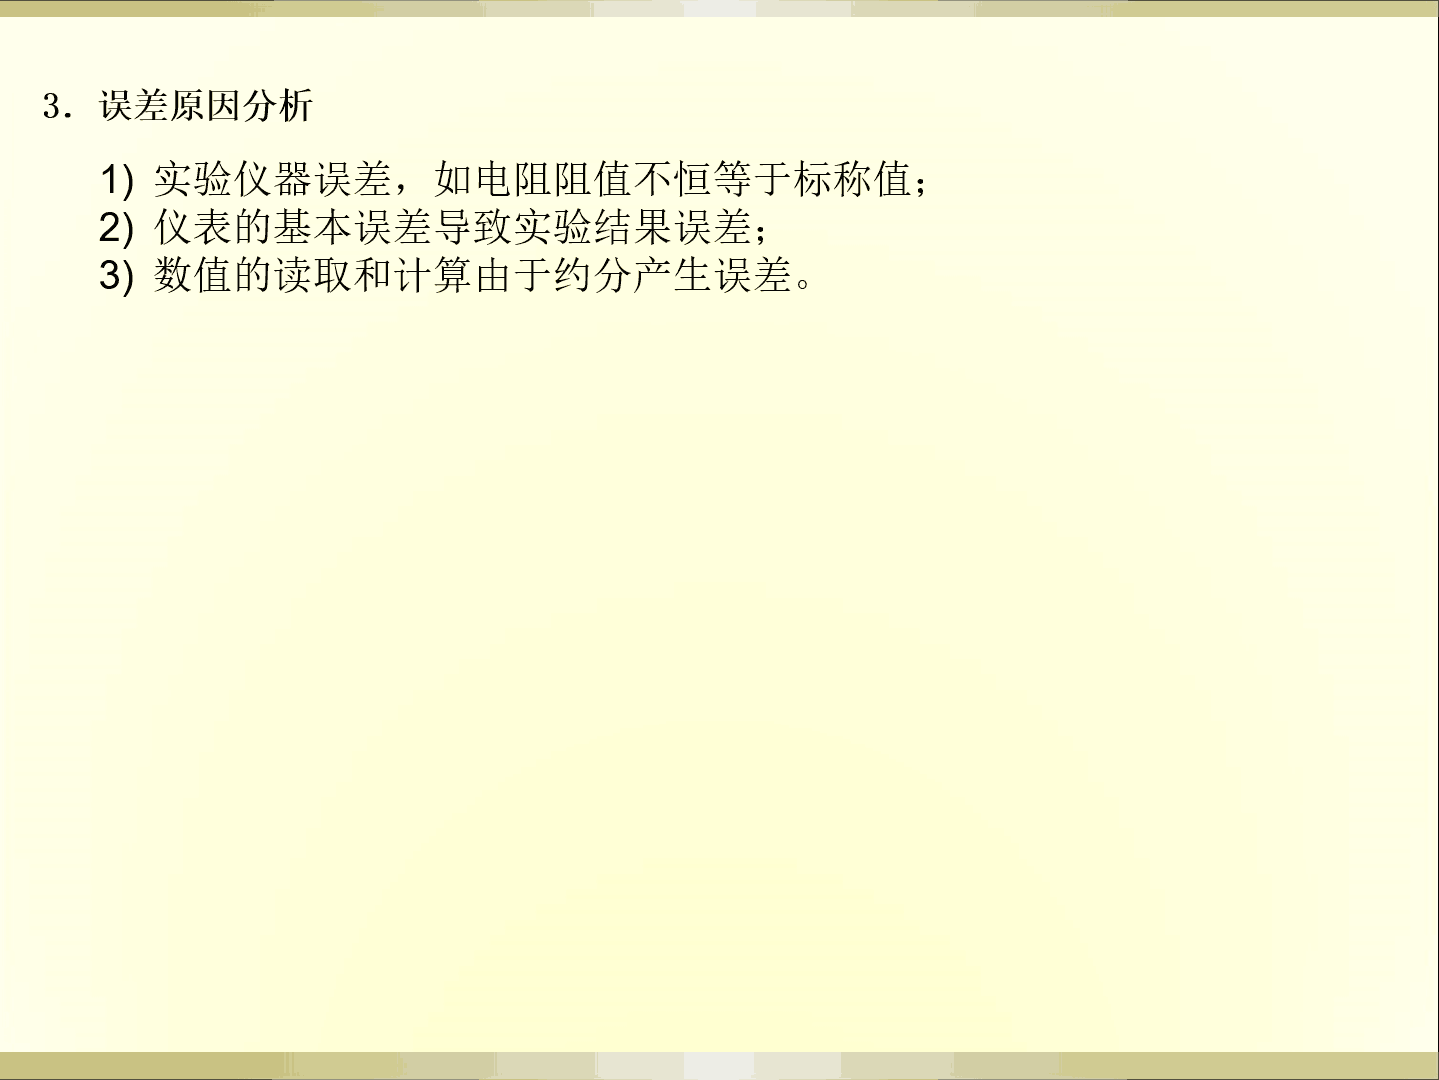 3．误差原因分析
1) 实验仪器误差，如电阻阻值不恒等于标称值；
2) 仪表的基本误差导致实验结果误差；
3) 数值的读取和计算由于约分产生误差。